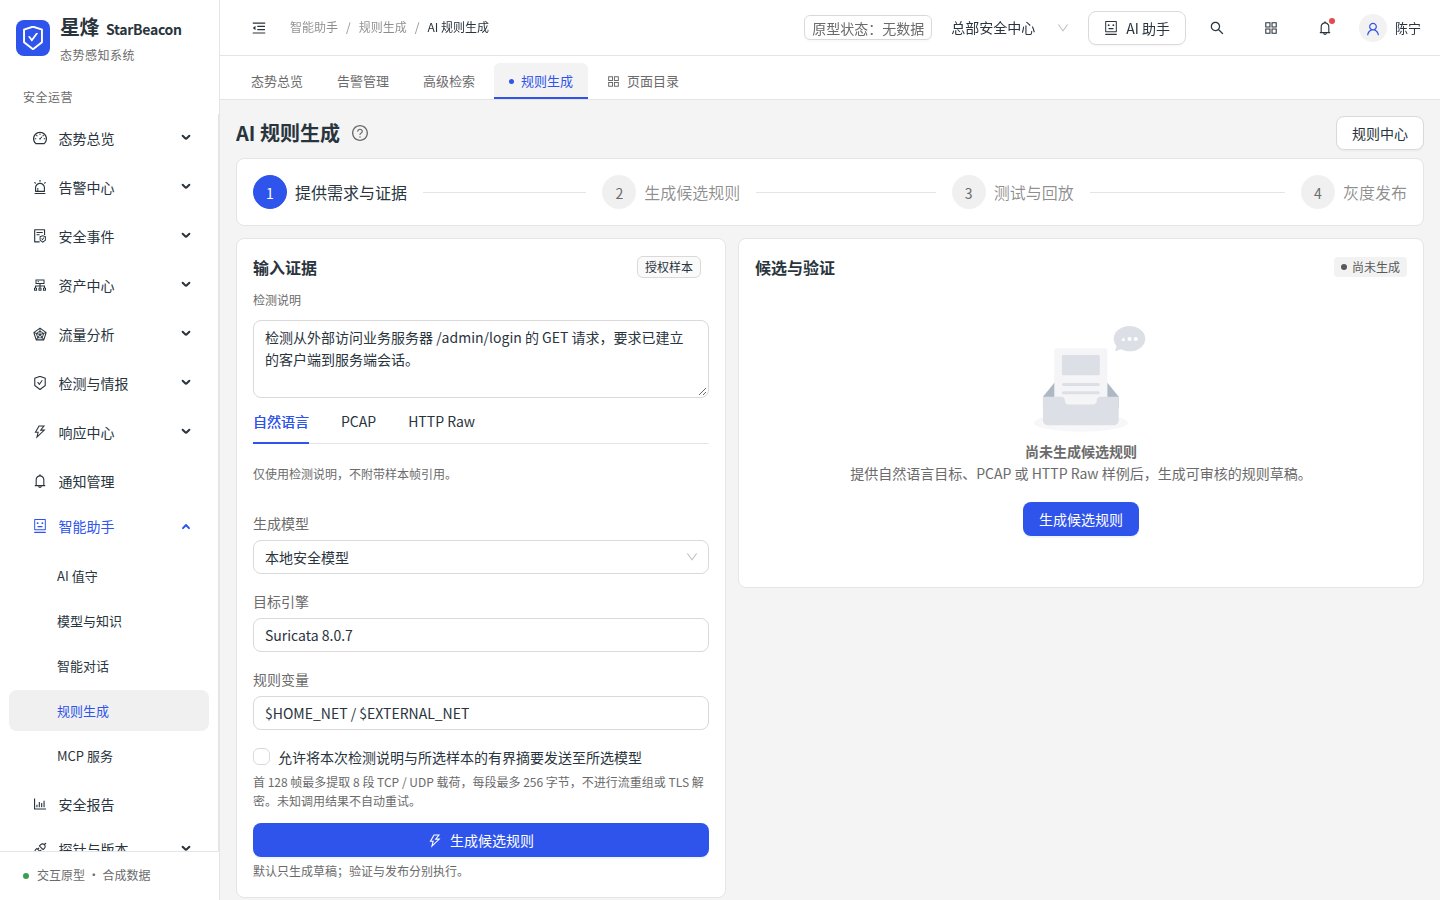 星烽 StarBeacon
态势感知系统
安全运营
态势总览
告警中心
安全事件
资产中心
流量分析
检测与情报
响应中心
通知管理
智能助手
AI 值守
模型与知识
智能对话
规则生成
MCP 服务
安全报告
探针与版本
交互原型 · 合成数据
智能助手 / 规则生成 / AI 规则生成
原型状态：无数据
总部安全中心
AI 助手
陈宁
态势总览
告警管理
高级检索
规则生成
页面目录
AI 规则生成
规则中心
1 提供需求与证据
2 生成候选规则
3 测试与回放
4 灰度发布
输入证据
授权样本
检测说明
检测从外部访问业务服务器 /admin/login 的 GET 请求，要求已建立
的客户端到服务端会话。
自然语言
PCAP
HTTP Raw
仅使用检测说明，不附带样本帧引用。
生成模型
本地安全模型
目标引擎
Suricata 8.0.7
规则变量
$HOME_NET / $EXTERNAL_NET
允许将本次检测说明与所选样本的有界摘要发送至所选模型
首 128 帧最多提取 8 段 TCP / UDP 载荷，每段最多 256 字节，不进行流重组或 TLS 解
密。未知调用结果不自动重试。
生成候选规则
默认只生成草稿；验证与发布分别执行。
候选与验证
尚未生成
尚未生成候选规则
提供自然语言目标、PCAP 或 HTTP Raw 样例后，生成可审核的规则草稿。
生成候选规则